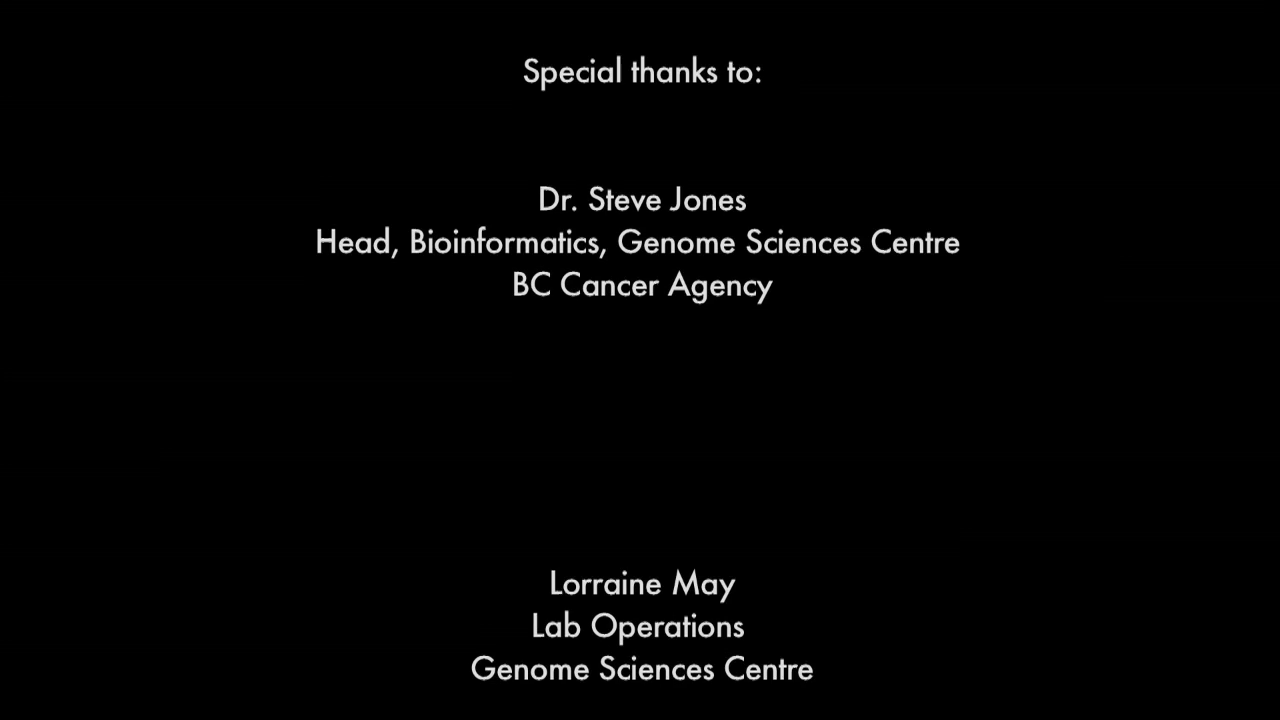 Special thanks to:
Dr. Steve Jones
Head, Bioinformatics, Genome Sciences Centre
BC Cancer Agency
Lorraine May
Lab Operations
Genome Sciences Centre